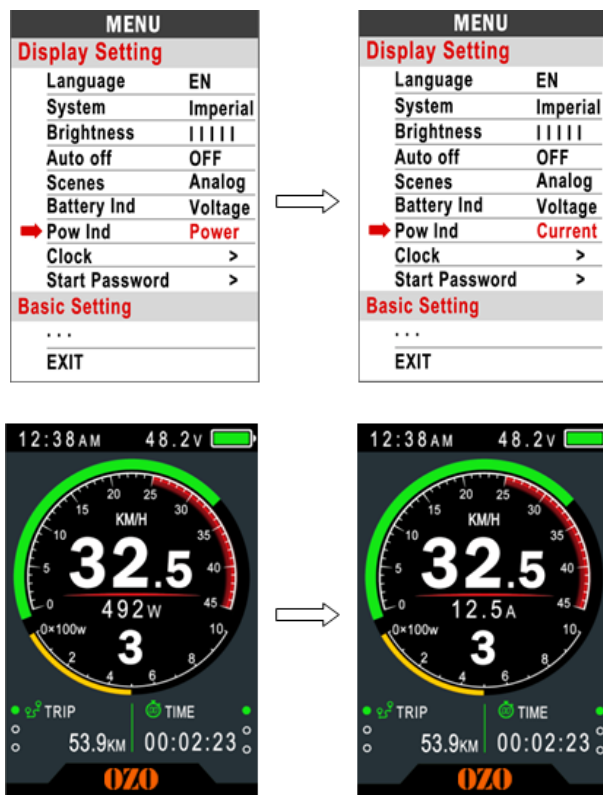 MENU
Display Setting
Language EN
System Imperial
Brightness | | | | |
Auto off OFF
Scenes Analog
Battery Ind Voltage
Pow Ind Power
Clock >
Start Password >
Basic Setting
. . .
EXIT
MENU
Display Setting
Language EN
System Imperial
Brightness | | | | |
Auto off OFF
Scenes Analog
Battery Ind Voltage
Pow Ind Current
Clock >
Start Password >
Basic Setting
. . .
EXIT
12:38AM 48.2V
20 25
15 30
KM/H
10 35
32.5
5 40
0 45
492W
0×100w 10
3
2 8
4 6
TRIP TIME
53.9KM 00:02:23
OZO
12:38AM 48.2V
20 25
15 30
KM/H
10 35
32.5
5 40
0 45
12.5A
0×100w 10
3
2 8
4 6
TRIP TIME
53.9KM 00:02:23
OZO